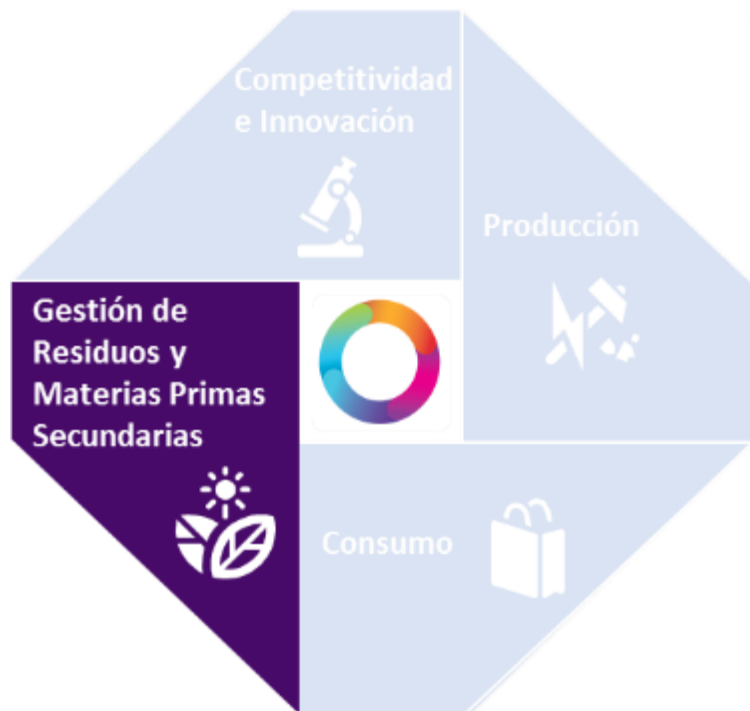 Competitividad
e Innovación
Producción
Gestión de
Residuos y
Materias Primas
Secundarias
Consumo